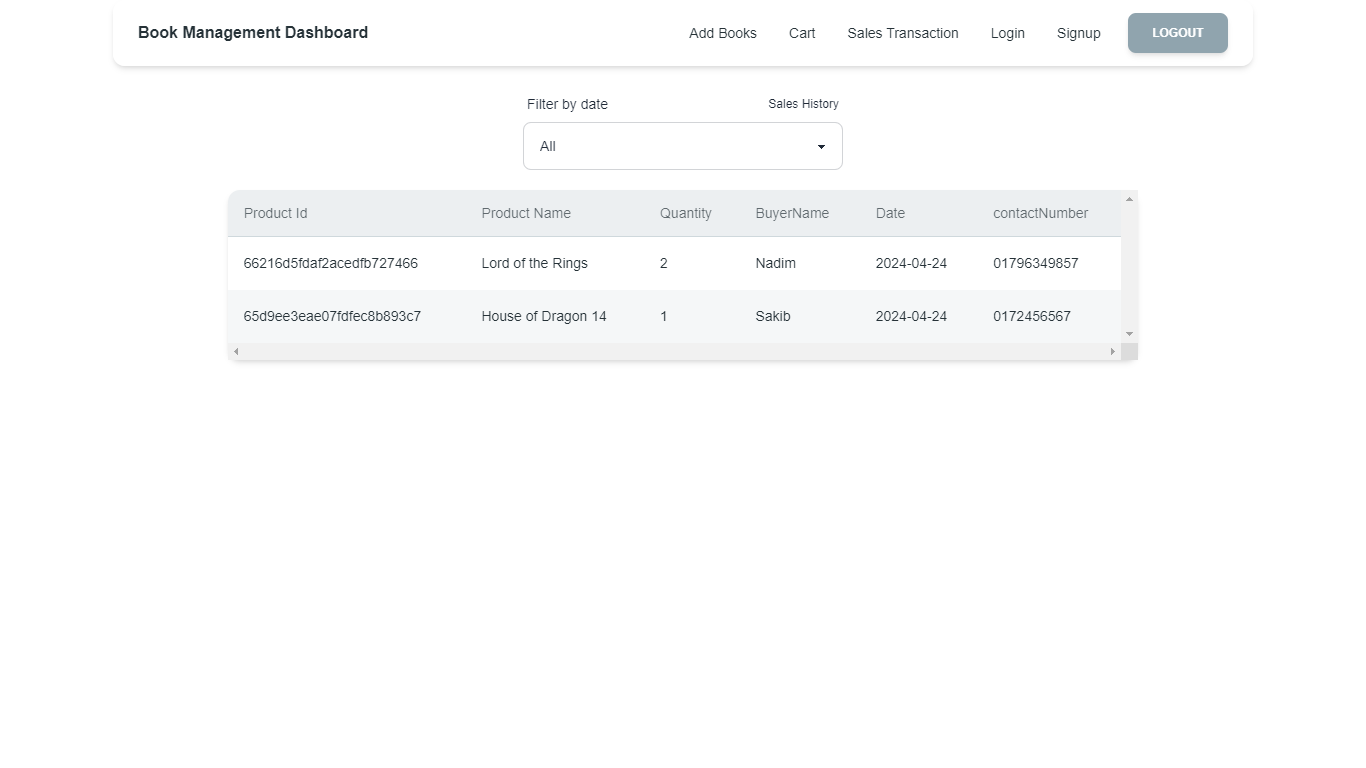 Book Management Dashboard Add Books Cart Sales Transaction Login Signup LOGOUT
Filter by date Sales History
All
Product Id Product Name Quantity BuyerName Date contactNumber
66216d5fdaf2acedfb727466 Lord of the Rings 2 Nadim 2024-04-24 01796349857
65d9ee3eae07fdfec8b893c7 House of Dragon 14 1 Sakib 2024-04-24 0172456567